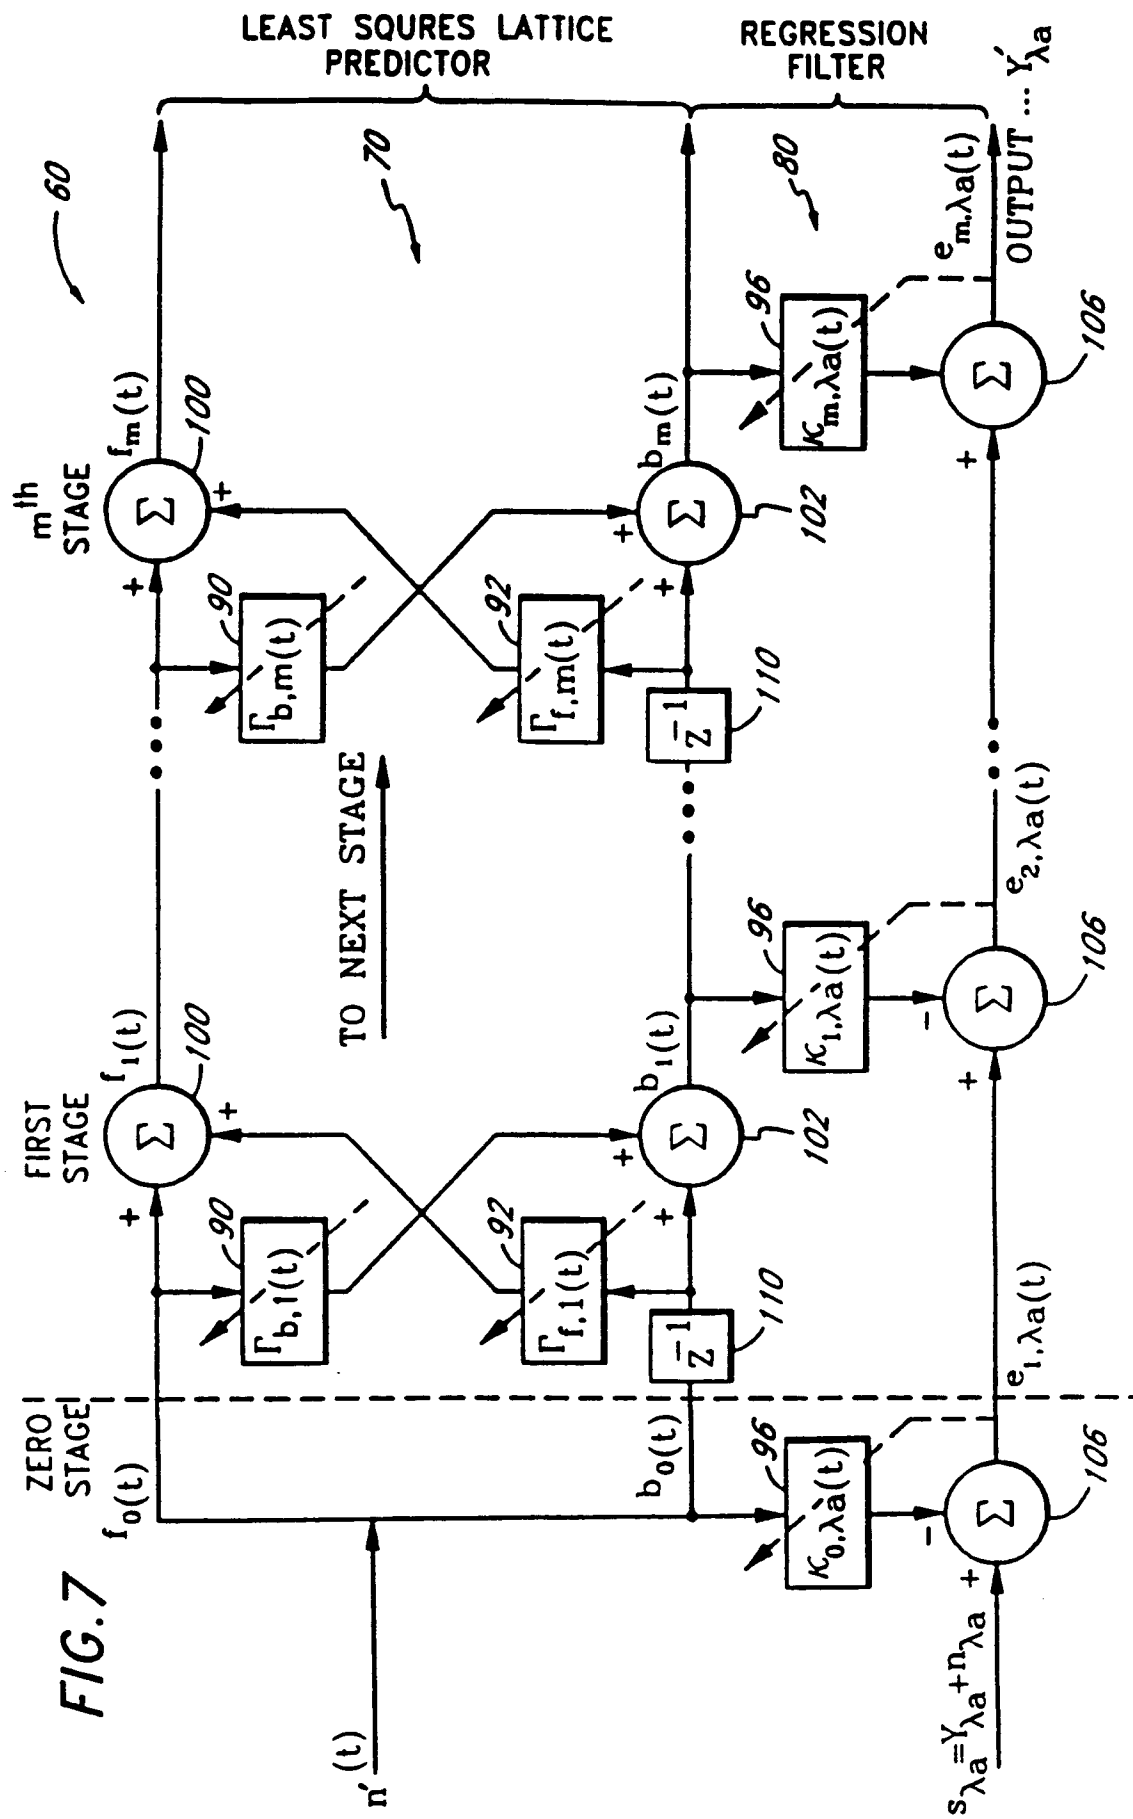 FIG.7
LEAST SQURES LATTICE
PREDICTOR
REGRESSION
FILTER
60
70
80
ZERO
STAGE
FIRST
STAGE
mth
STAGE
f0(t)
f1(t)
fm(t)
100
100
Σ
Σ
+
+
+
+
90
90
Γb,1(t)
Γb,m(t)
TO NEXT STAGE
n'(t)
92
92
Γf,1(t)
Γf,m(t)
b0(t)
b1(t)
bm(t)
Z-1
Z-1
110
110
+
+
+
+
Σ
Σ
102
102
96
96
96
κ0,λa(t)
κ1,λa(t)
κm,λa(t)
sλa=Yλa+nλa
+
-
+
-
+
Σ
Σ
Σ
106
106
106
e1,λa(t)
e2,λa(t)
em,λa(t)
OUTPUT ... Y'λa